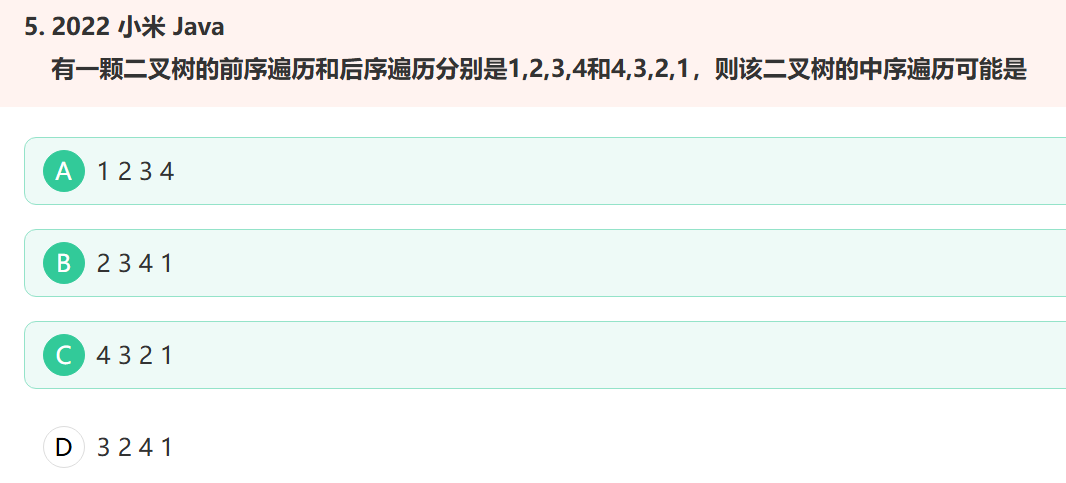 5. 2022 小米 Java
有一颗二叉树的前序遍历和后序遍历分别是1,2,3,4和4,3,2,1，则该二叉树的中序遍历可能是
A 1 2 3 4
B 2 3 4 1
C 4 3 2 1
D 3 2 4 1